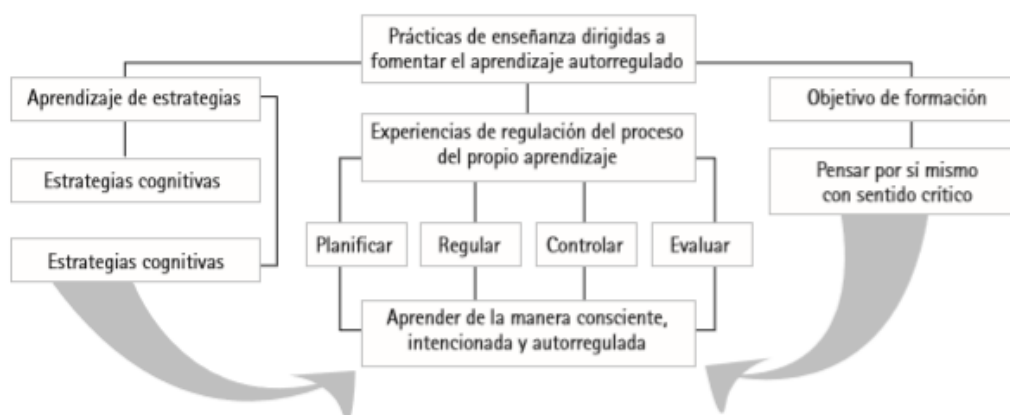 Prácticas de enseñanza dirigidas a
fomentar el aprendizaje autorregulado
Aprendizaje de estrategias
Estrategias cognitivas
Estrategias cognitivas
Experiencias de regulación del proceso
del propio aprendizaje
Planificar
Regular
Controlar
Evaluar
Aprender de la manera consciente,
intencionada y autorregulada
Objetivo de formación
Pensar por sí mismo
con sentido crítico